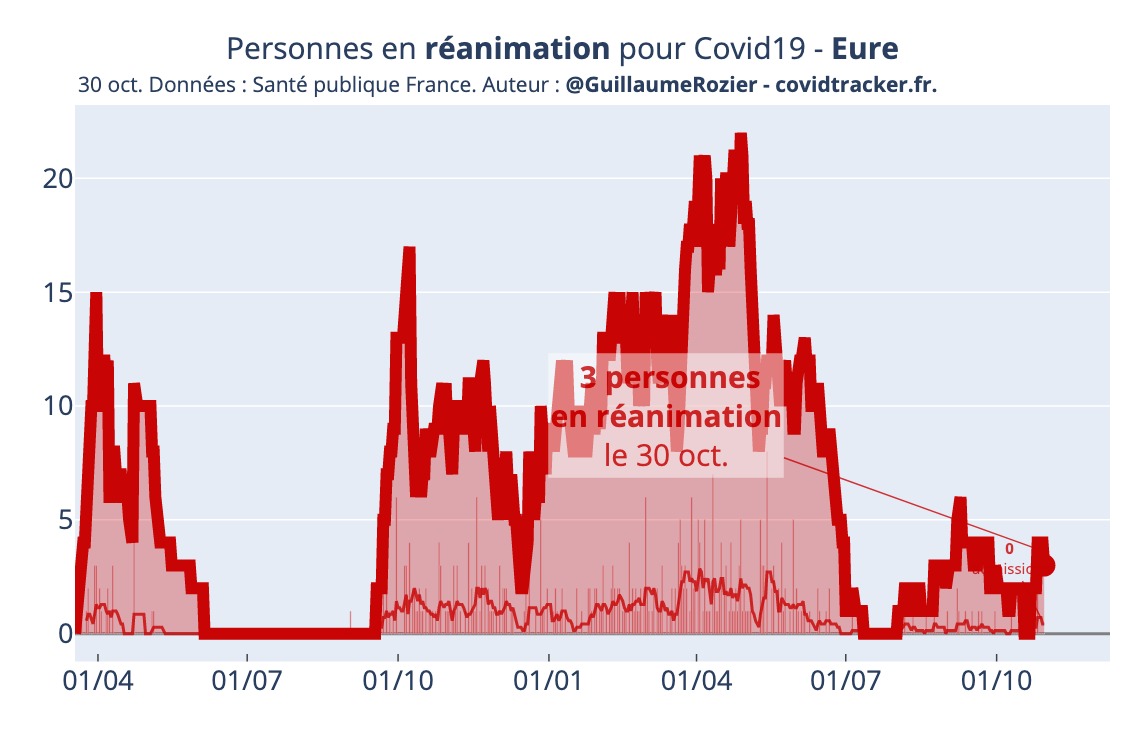 Personnes en réanimation pour Covid19 - Eure
30 oct. Données : Santé publique France. Auteur : @GuillaumeRozier - covidtracker.fr.
20
15
10
5
0
3 personnes
en réanimation
le 30 oct.
0
01/04 01/07 01/10 01/01 01/04 01/07 01/10